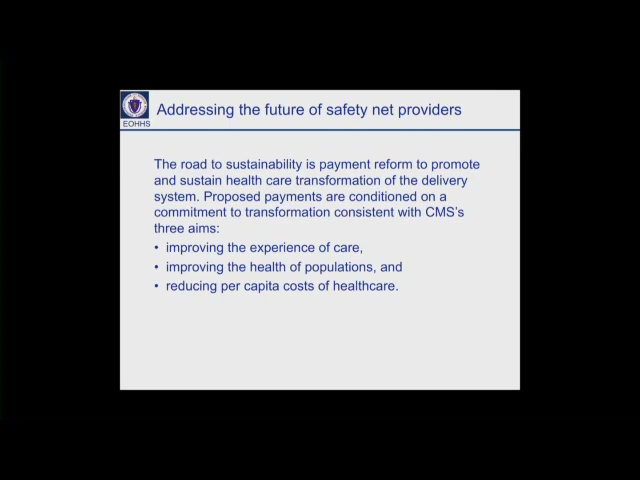 EOHHS
Addressing the future of safety net providers
The road to sustainability is payment reform to promote
and sustain health care transformation of the delivery
system. Proposed payments are conditioned on a
commitment to transformation consistent with CMS's
three aims:
• improving the experience of care,
• improving the health of populations, and
• reducing per capita costs of healthcare.